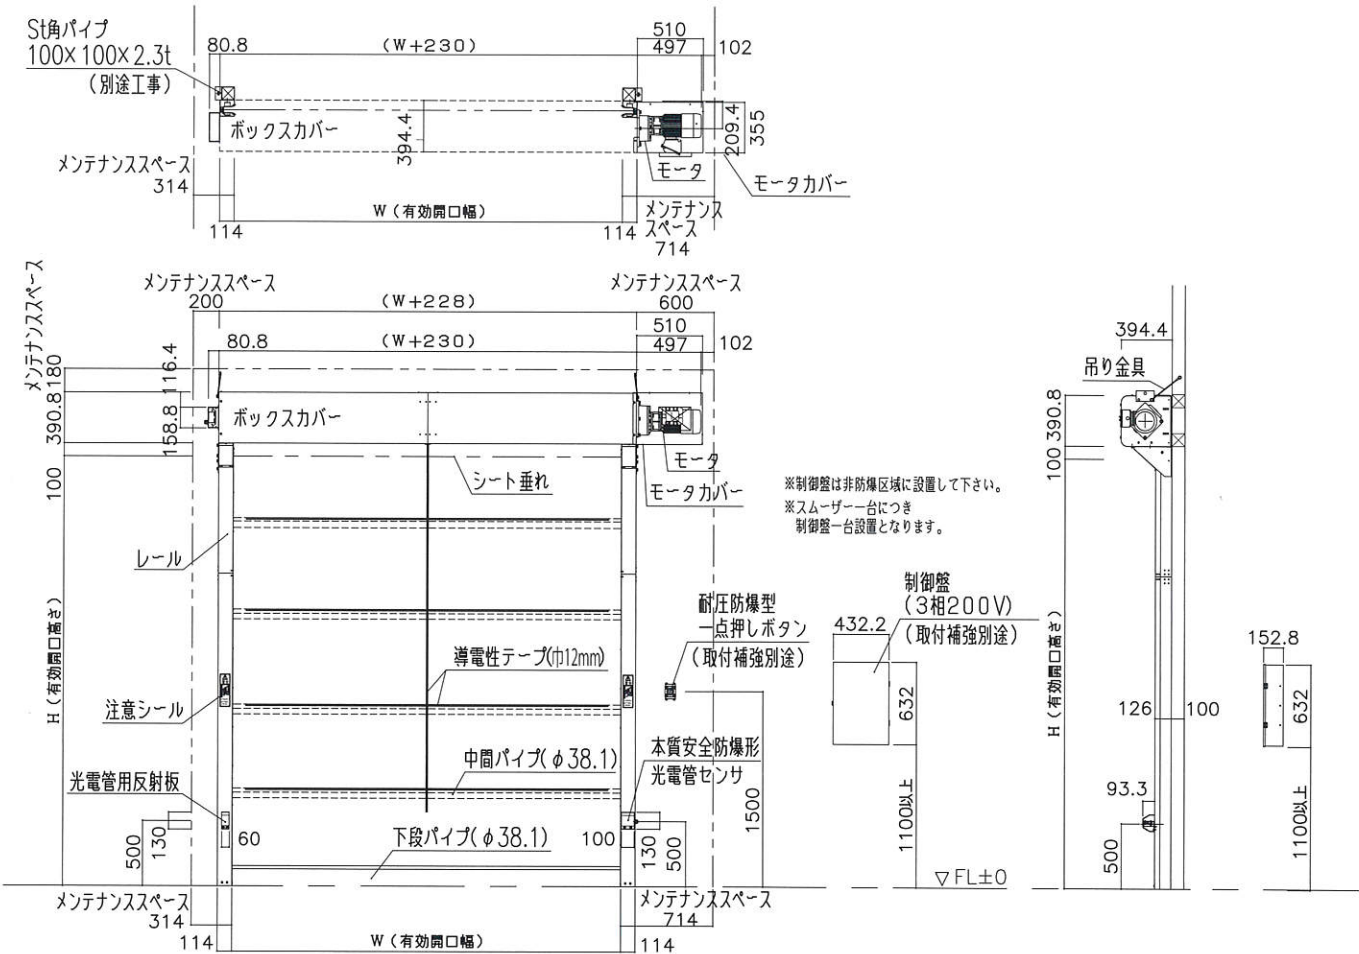 St角パイプ
100×100×2.3t
(別途工事)
80.8
(W+230)
510
497
102
ボックスカバー
394.4
209.4
355
モータ
モータカバー
メンテナンススペース
314
W(有効開口幅)
114
114
メンテナンス
スペース
714
メンテナンススペース
メンテナンススペース
200
(W+228)
メンテナンススペース
600
510
80.8
(W+230)
497
102
180
116.4
390.8
158.8
ボックスカバー
モータ
モータカバー
シート垂れ
100
レール
H(有効開口高さ)
導電性テープ(巾12mm)
注意シール
中間パイプ(φ38.1)
光電管用反射板
下段パイプ(φ38.1)
60
100
130
500
130
500
耐圧防爆型
一点押しボタン
(取付補強別途)
本質安全防爆形
光電管センサ
1500
メンテナンススペース
314
メンテナンススペース
714
114
W(有効開口幅)
114
※制御盤は非防爆区域に設置して下さい。
※スムーザー一台につき
制御盤一台設置となります。
制御盤
(3相200V)
(取付補強別途)
432.2
632
1100以上
▽FL±0
394.4
吊り金具
390.8
100
H(有効開口高さ)
126
100
93.3
500
152.8
632
1100以上